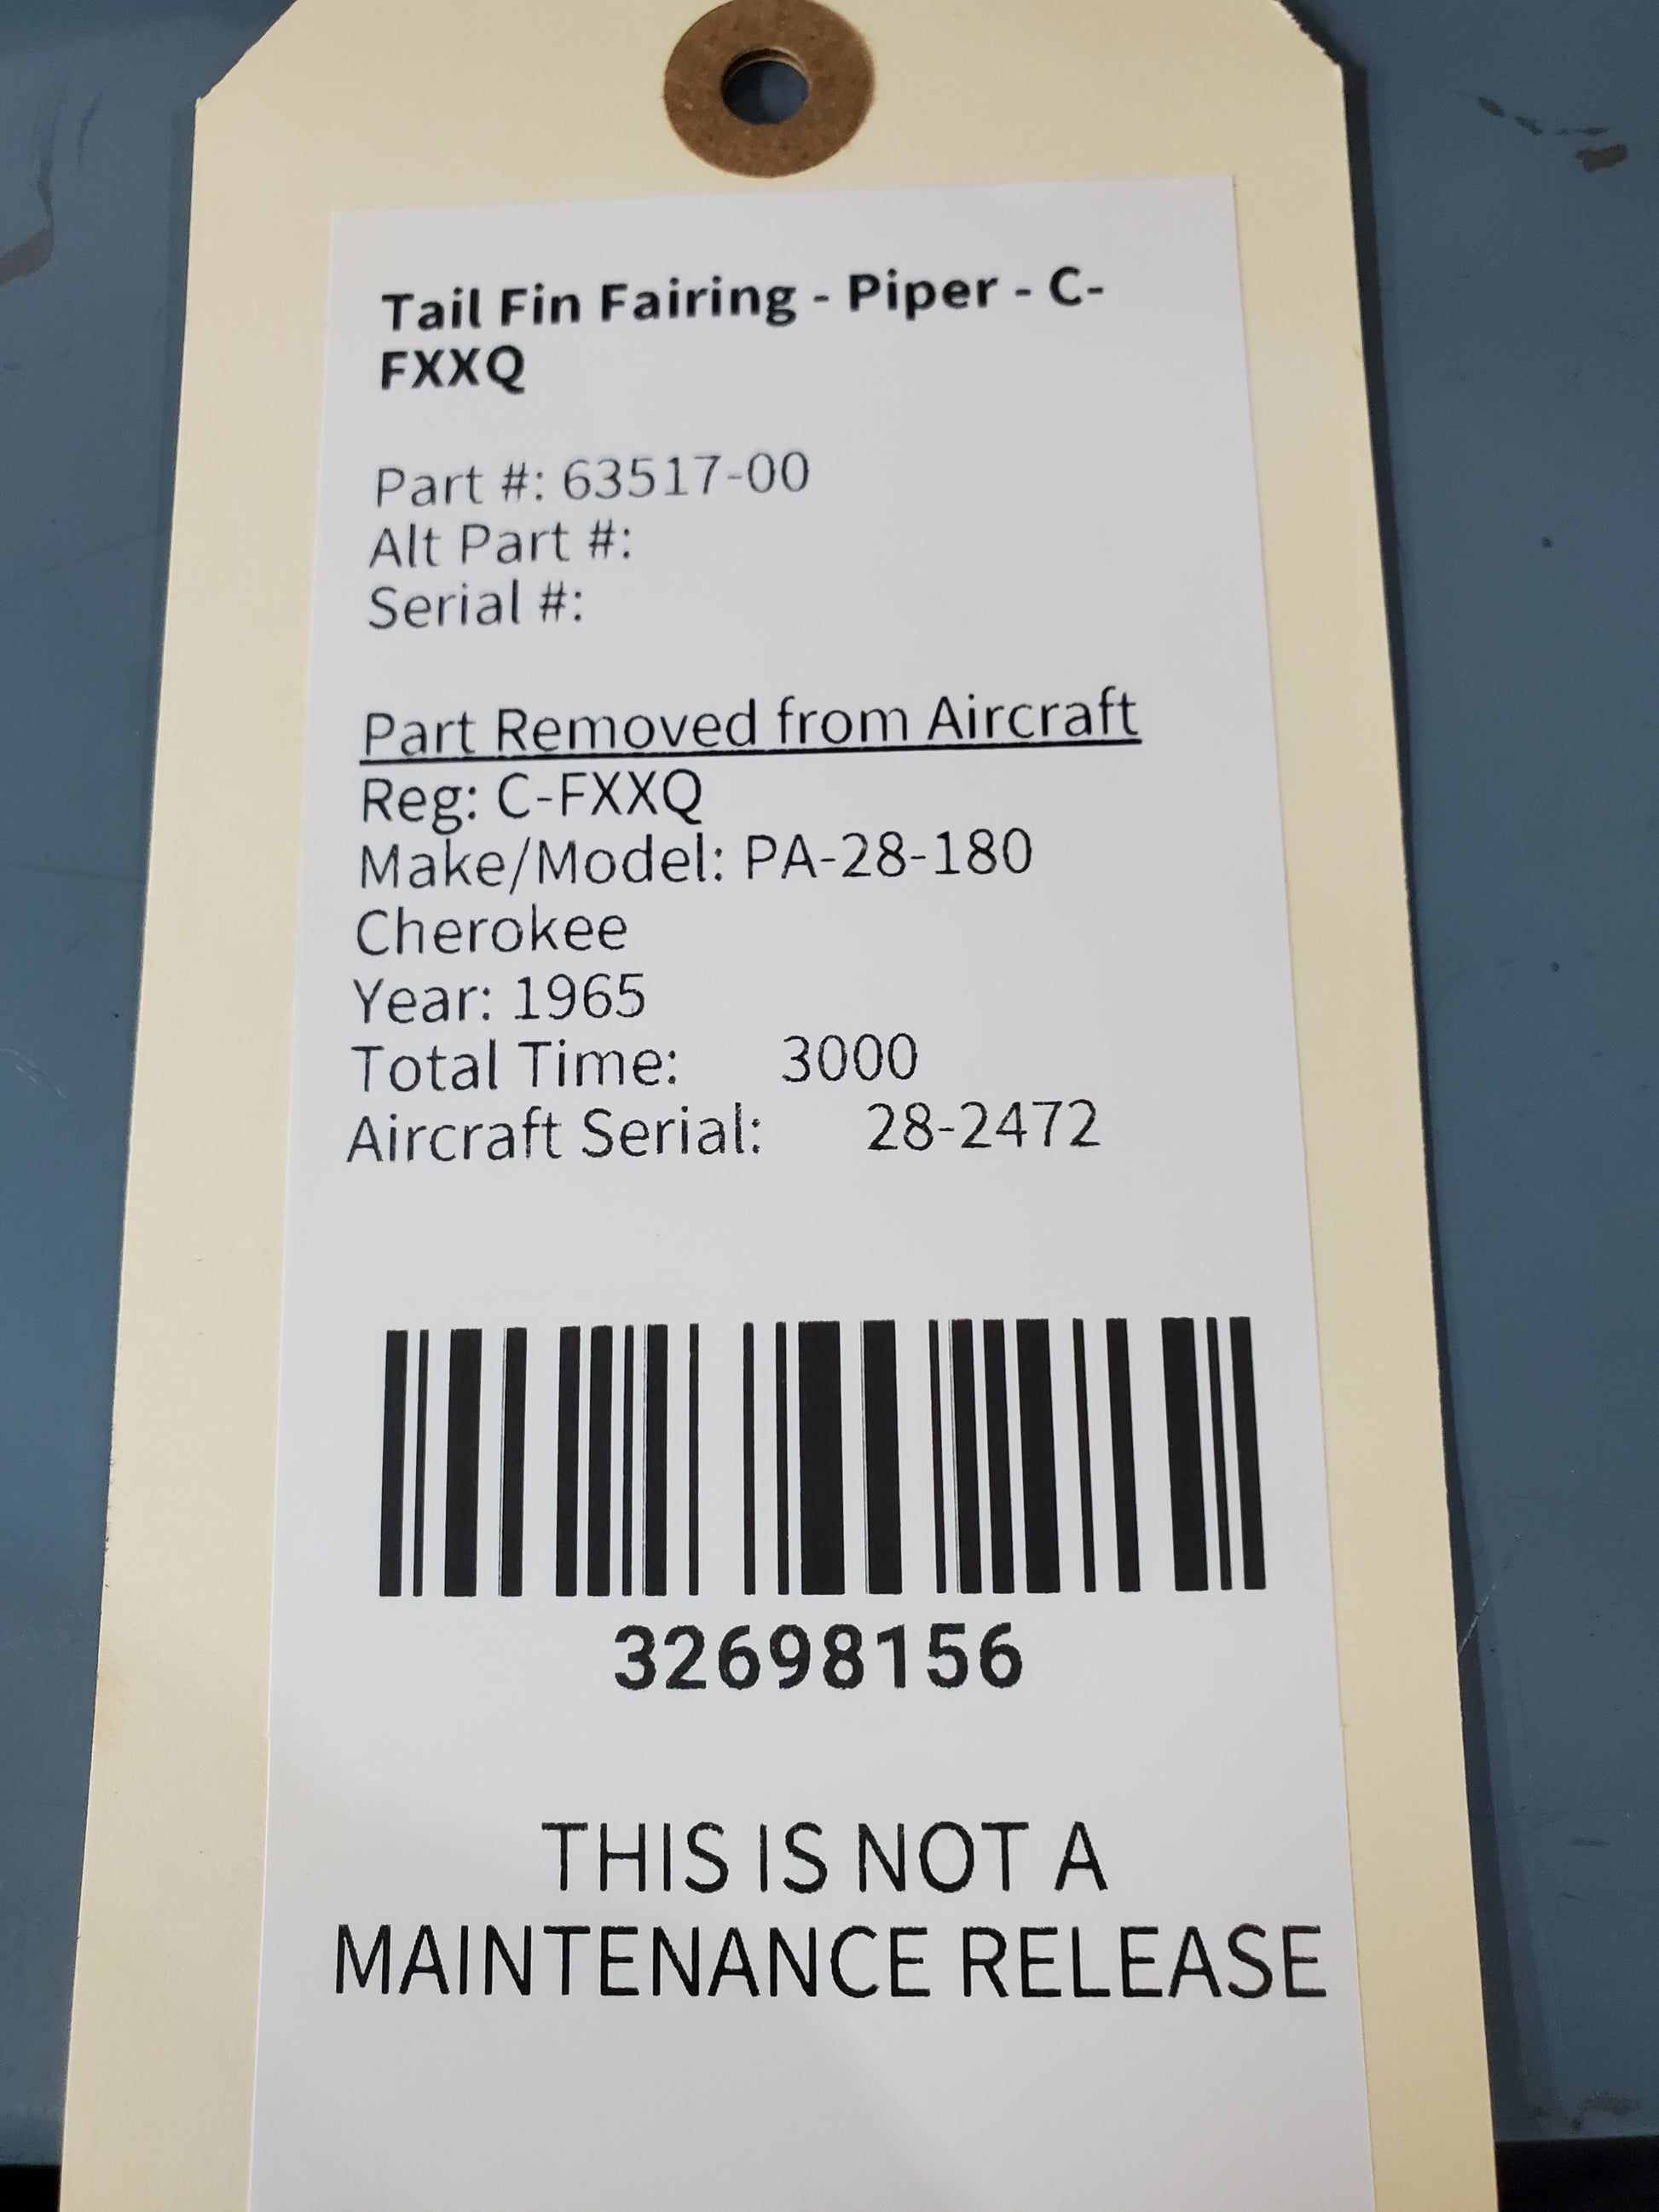 Tail Fin Fairing - Piper - C-
FXXQ
Part #: 63517-00
Alt Part #:
Serial #:
Part Removed from Aircraft
Reg: C-FXXQ
Make/Model: PA-28-180
Cherokee
Year: 1965
Total Time: 3000
Aircraft Serial: 28-2472
32698156
THIS IS NOT A
MAINTENANCE RELEASE